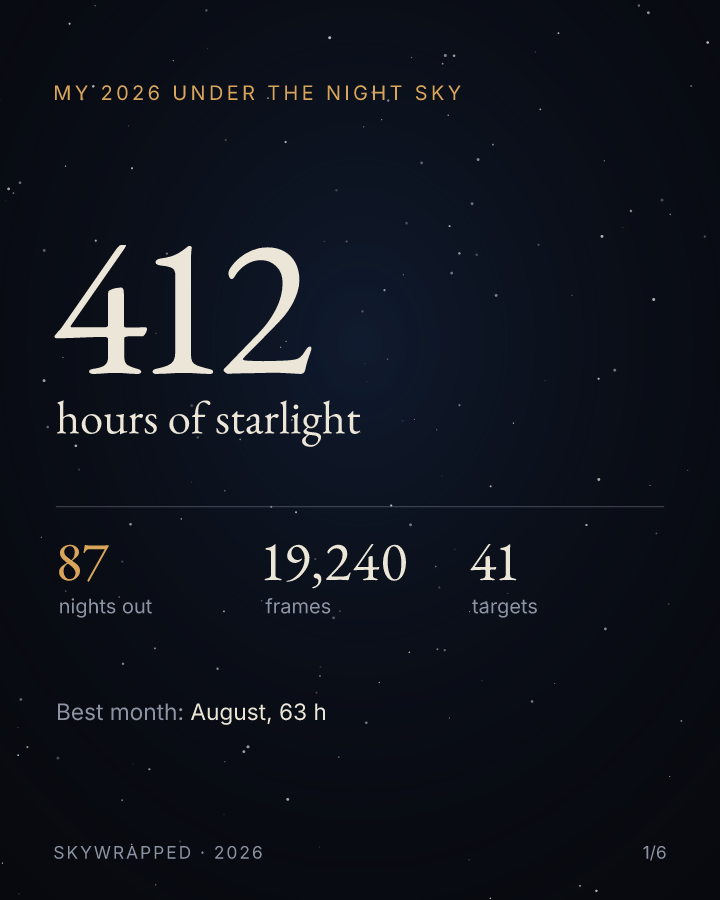 MY 2026 UNDER THE NIGHT SKY
412
hours of starlight
87 19,240 41
nights out frames targets
Best month: August, 63 h
SKYWRAPPED · 2026 1/6